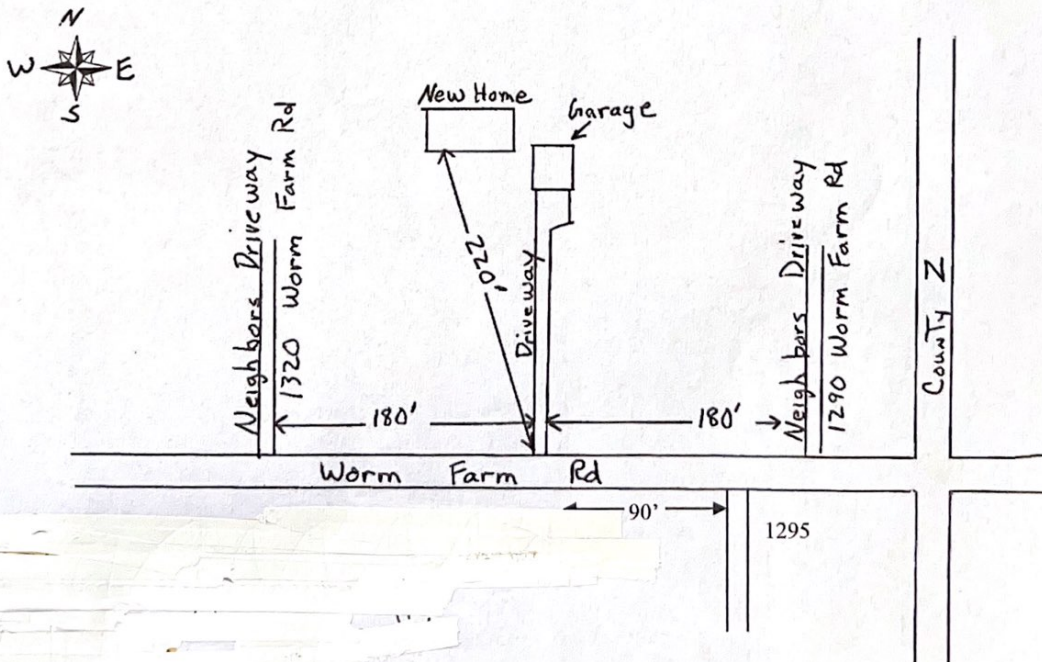 N
W E
S
New Home
Garage
Neighbors Driveway
1320 Worm Farm Rd
220'
Driveway
Neighbors Driveway
1290 Worm Farm Rd
County Z
180'
180'
Worm Farm Rd
90'
1295